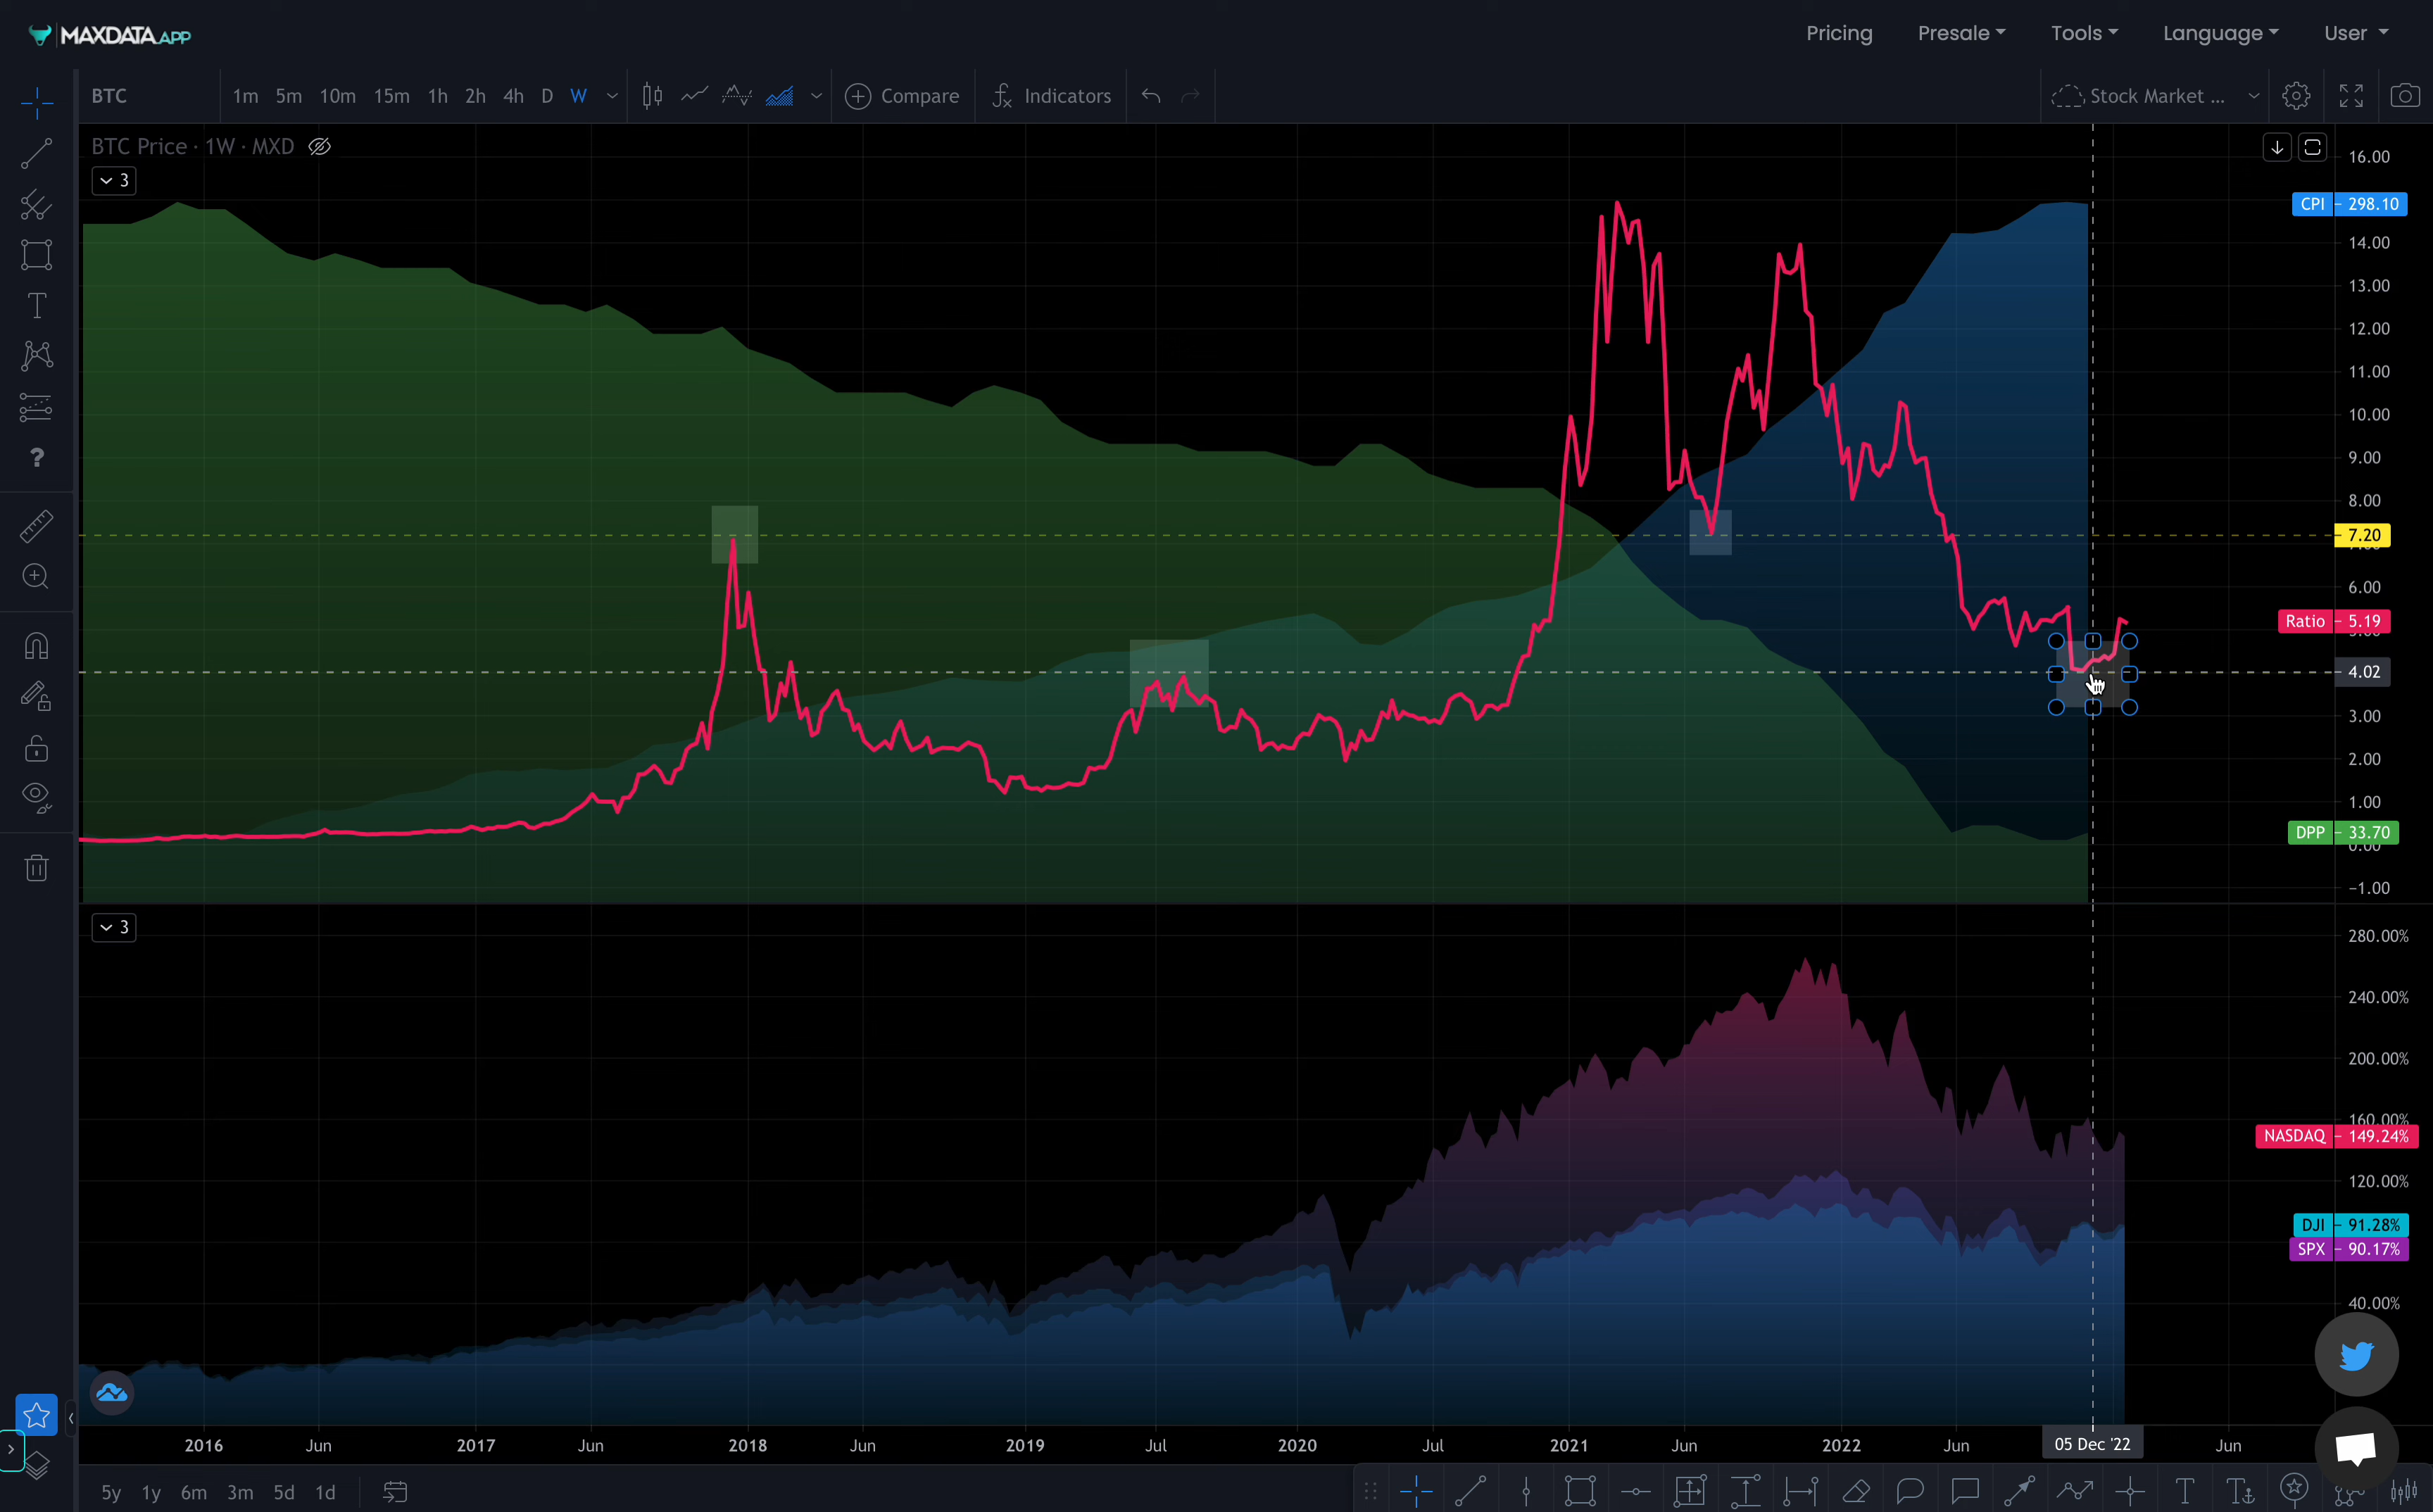 MAXDATA.APP
Pricing Presale Tools Language User
BTC 1m 5m 10m 15m 1h 2h 4h D W Compare Indicators Stock Market ...
BTC Price · 1W · MXD
3
16.00
CPI 298.10
14.00
13.00
12.00
11.00
10.00
9.00
8.00
7.20
6.00
Ratio 5.19
4.02
3.00
2.00
1.00
DPP 33.70
0.00
-1.00
3
280.00%
240.00%
200.00%
160.00%
NASDAQ 149.24%
120.00%
DJI 91.28%
SPX 90.17%
40.00%
2016 Jun 2017 Jun 2018 Jun 2019 Jul 2020 Jul 2021 Jun 2022 Jun 05 Dec '22 Jun
5y 1y 6m 3m 5d 1d